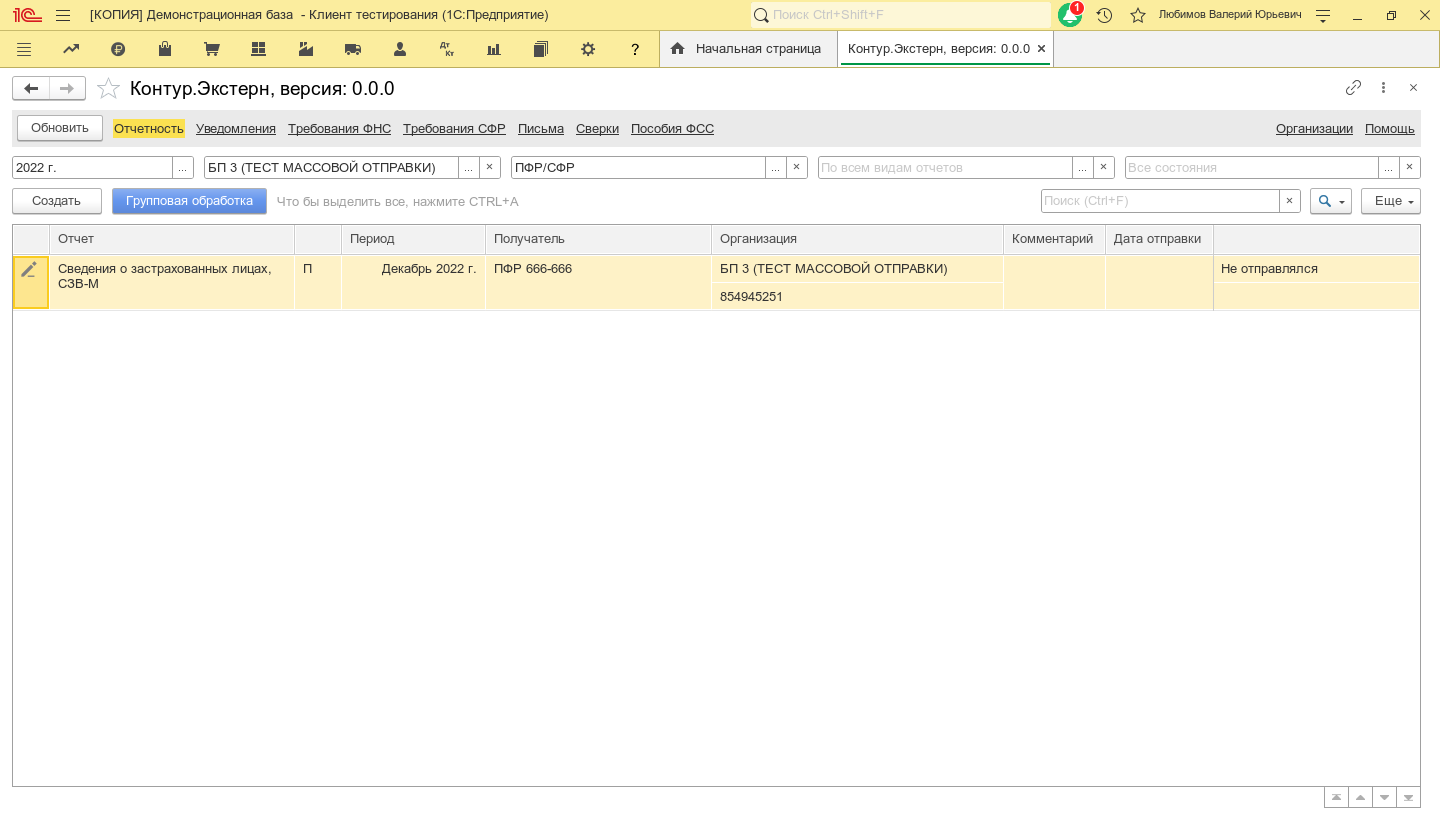 [КОПИЯ] Демонстрационная база - Клиент тестирования (1С:Предприятие)
Поиск Ctrl+Shift+F
1
Любимов Валерий Юрьевич
Дт Кт
?
Начальная страница
Контур.Экстерн, версия: 0.0.0
Контур.Экстерн, версия: 0.0.0
Обновить
Отчетность
Уведомления
Требования ФНС
Требования СФР
Письма
Сверки
Пособия ФСС
Организации
Помощь
2022 г.
...
БП 3 (ТЕСТ МАССОВОЙ ОТПРАВКИ)
...
ПФР/СФР
...
По всем видам отчетов
...
Все состояния
...
Создать
Групповая обработка
Что бы выделить все, нажмите CTRL+A
Поиск (Ctrl+F)
Еще
Отчет
Период
Получатель
Организация
Комментарий
Дата отправки
Сведения о застрахованных лицах,
СЗВ-М
П
Декабрь 2022 г.
ПФР 666-666
БП 3 (ТЕСТ МАССОВОЙ ОТПРАВКИ)
854945251
Не отправлялся